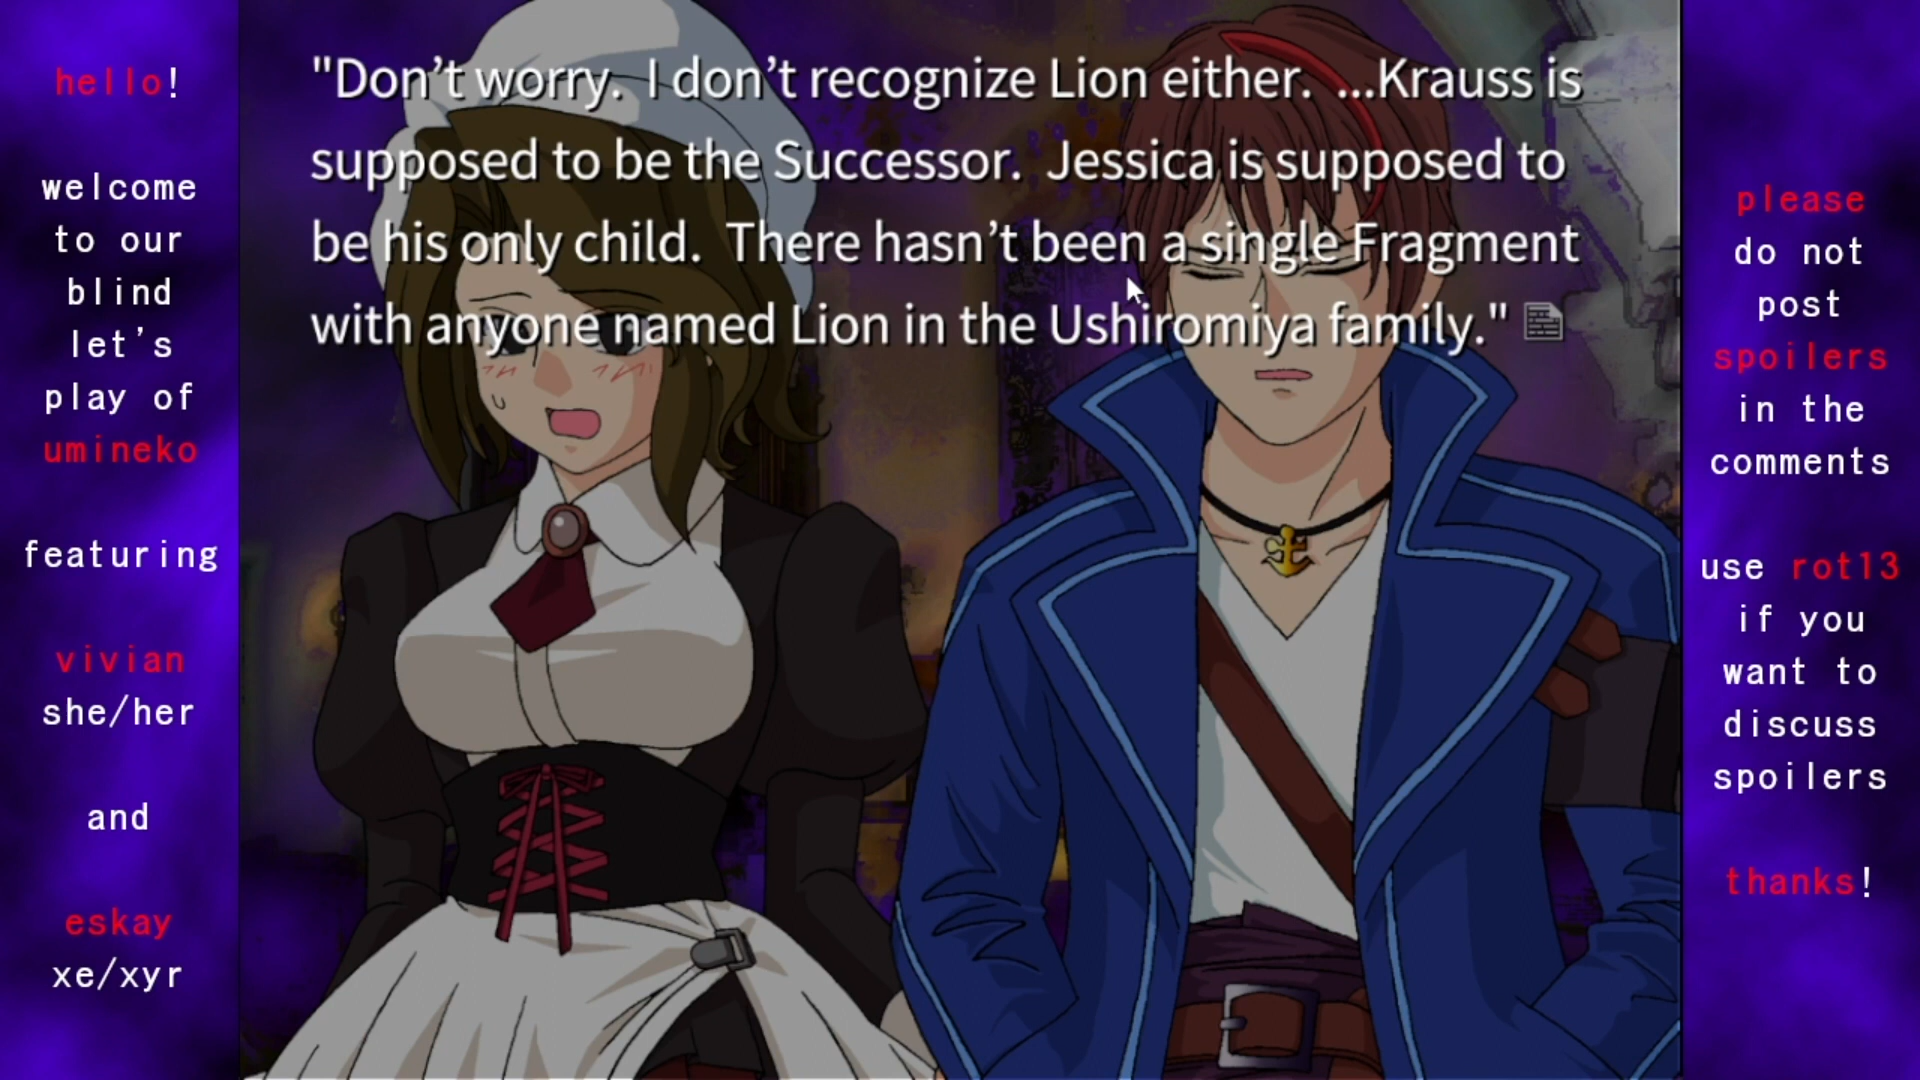 hello!
welcome
to our
blind
let's
play of
umineko
featuring
vivian
she/her
and
eskay
xe/xyr
"Don’t worry.  I don’t recognize Lion either.  ...Krauss is
supposed to be the Successor.  Jessica is supposed to
be his only child.  There hasn’t been a single Fragment
with anyone named Lion in the Ushiromiya family."
please
do not
post
spoilers
in the
comments
use rot13
if you
want to
discuss
spoilers
thanks!